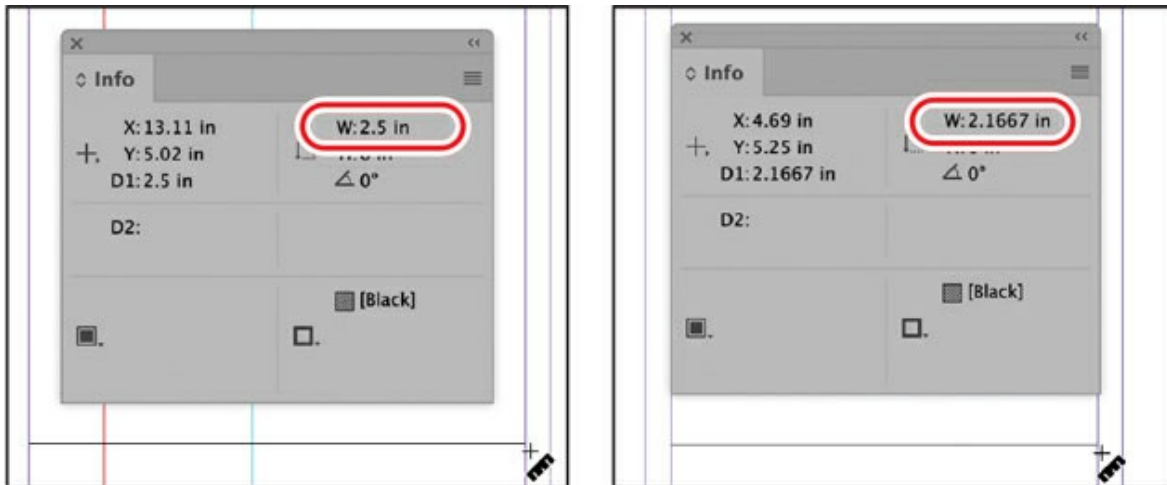 Info
X: 13.11 in
W: 2.5 in
Y: 5.02 in
D1: 2.5 in
0°
D2:
[Black]
Info
X: 4.69 in
W: 2.1667 in
Y: 5.25 in
D1: 2.1667 in
0°
D2:
[Black]